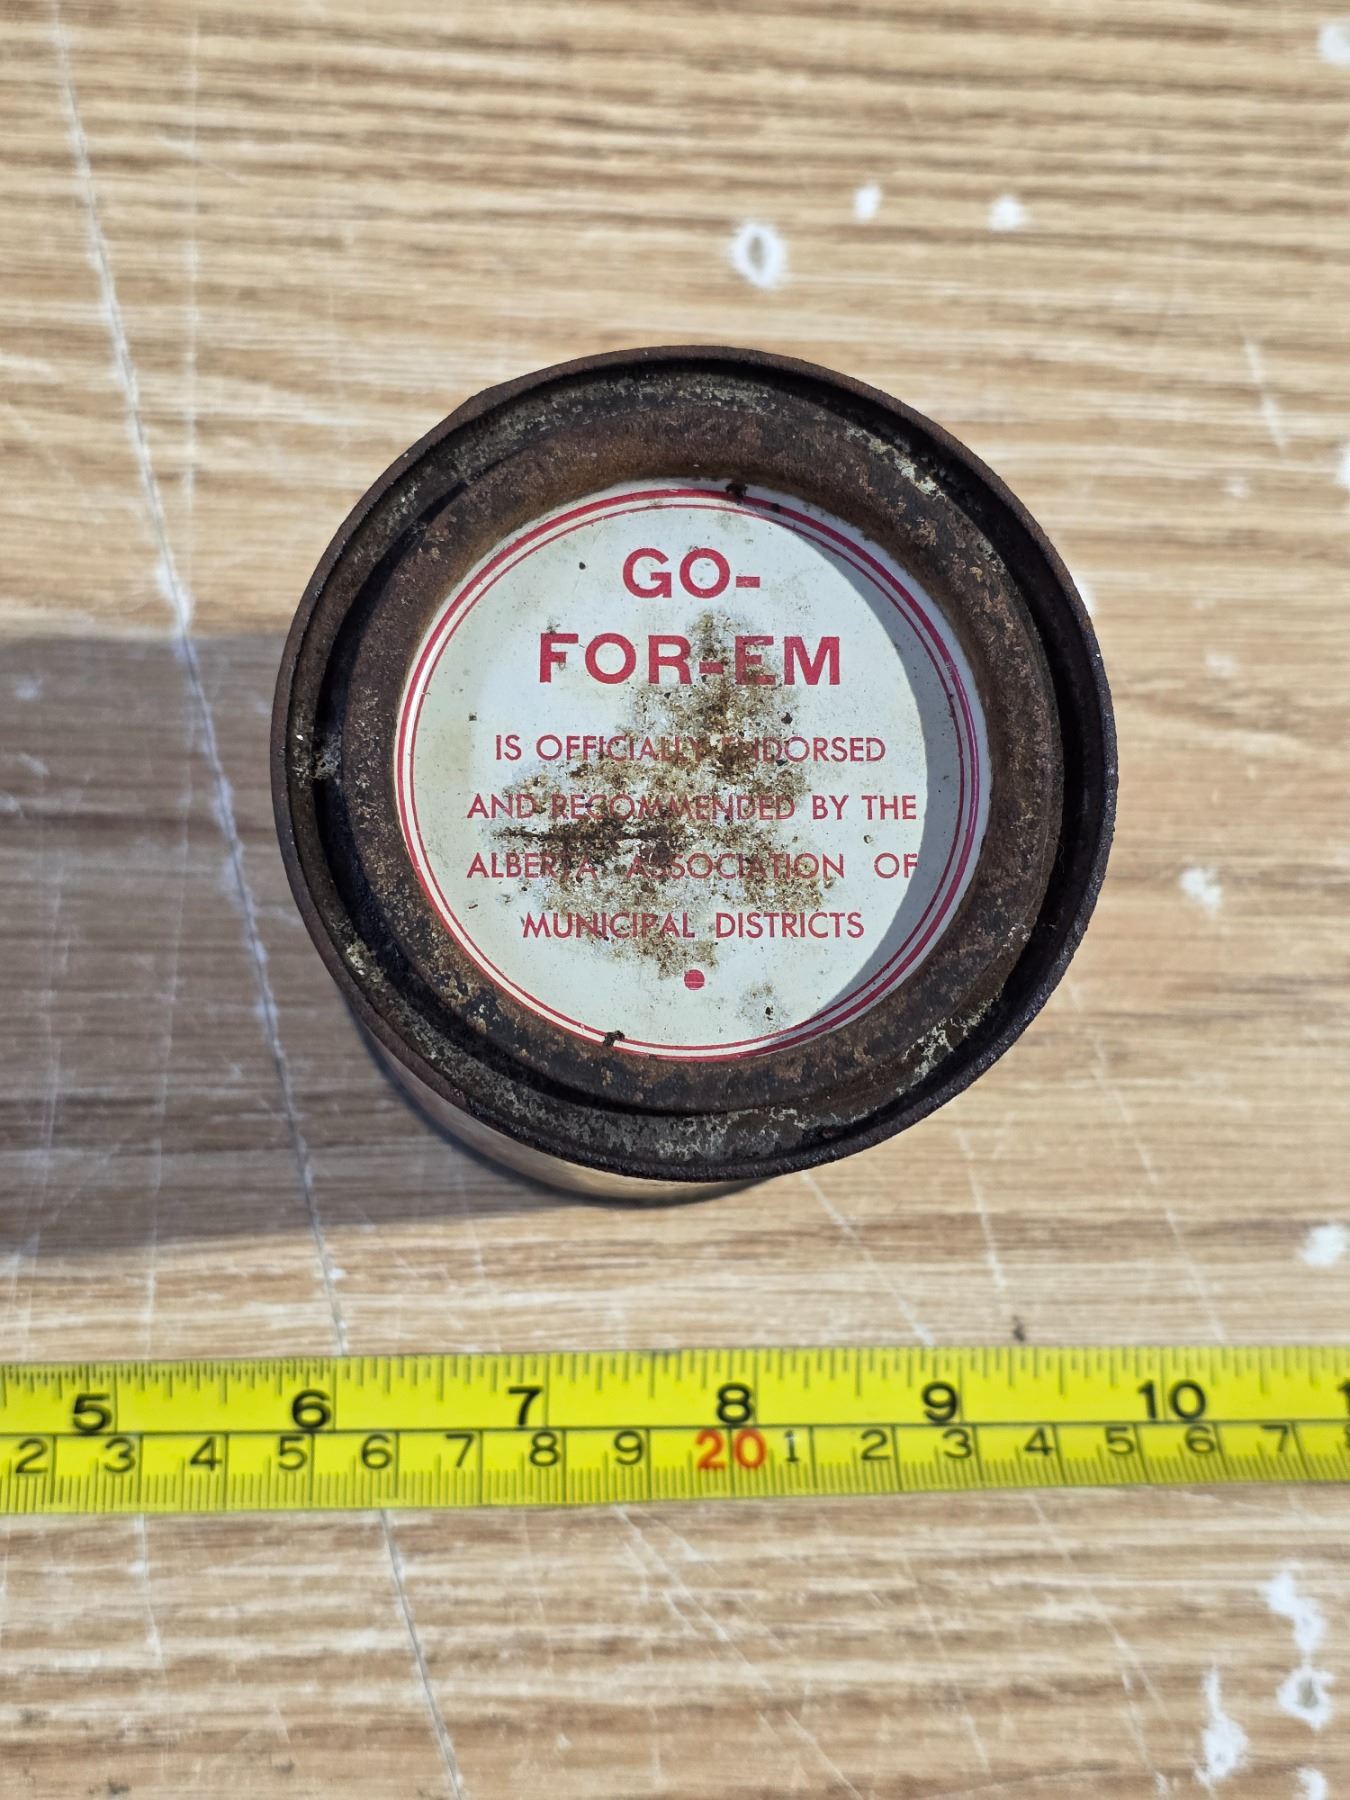 GO-
FOR-EM
IS OFFICIALLY ENDORSED
AND RECOMMENDED BY THE
ALBERTA ASSOCIATION OF
MUNICIPAL DISTRICTS
5 6 7 8 9 10
2 3 4 5 6 7 8 9 20 1 2 3 4 5 6 7